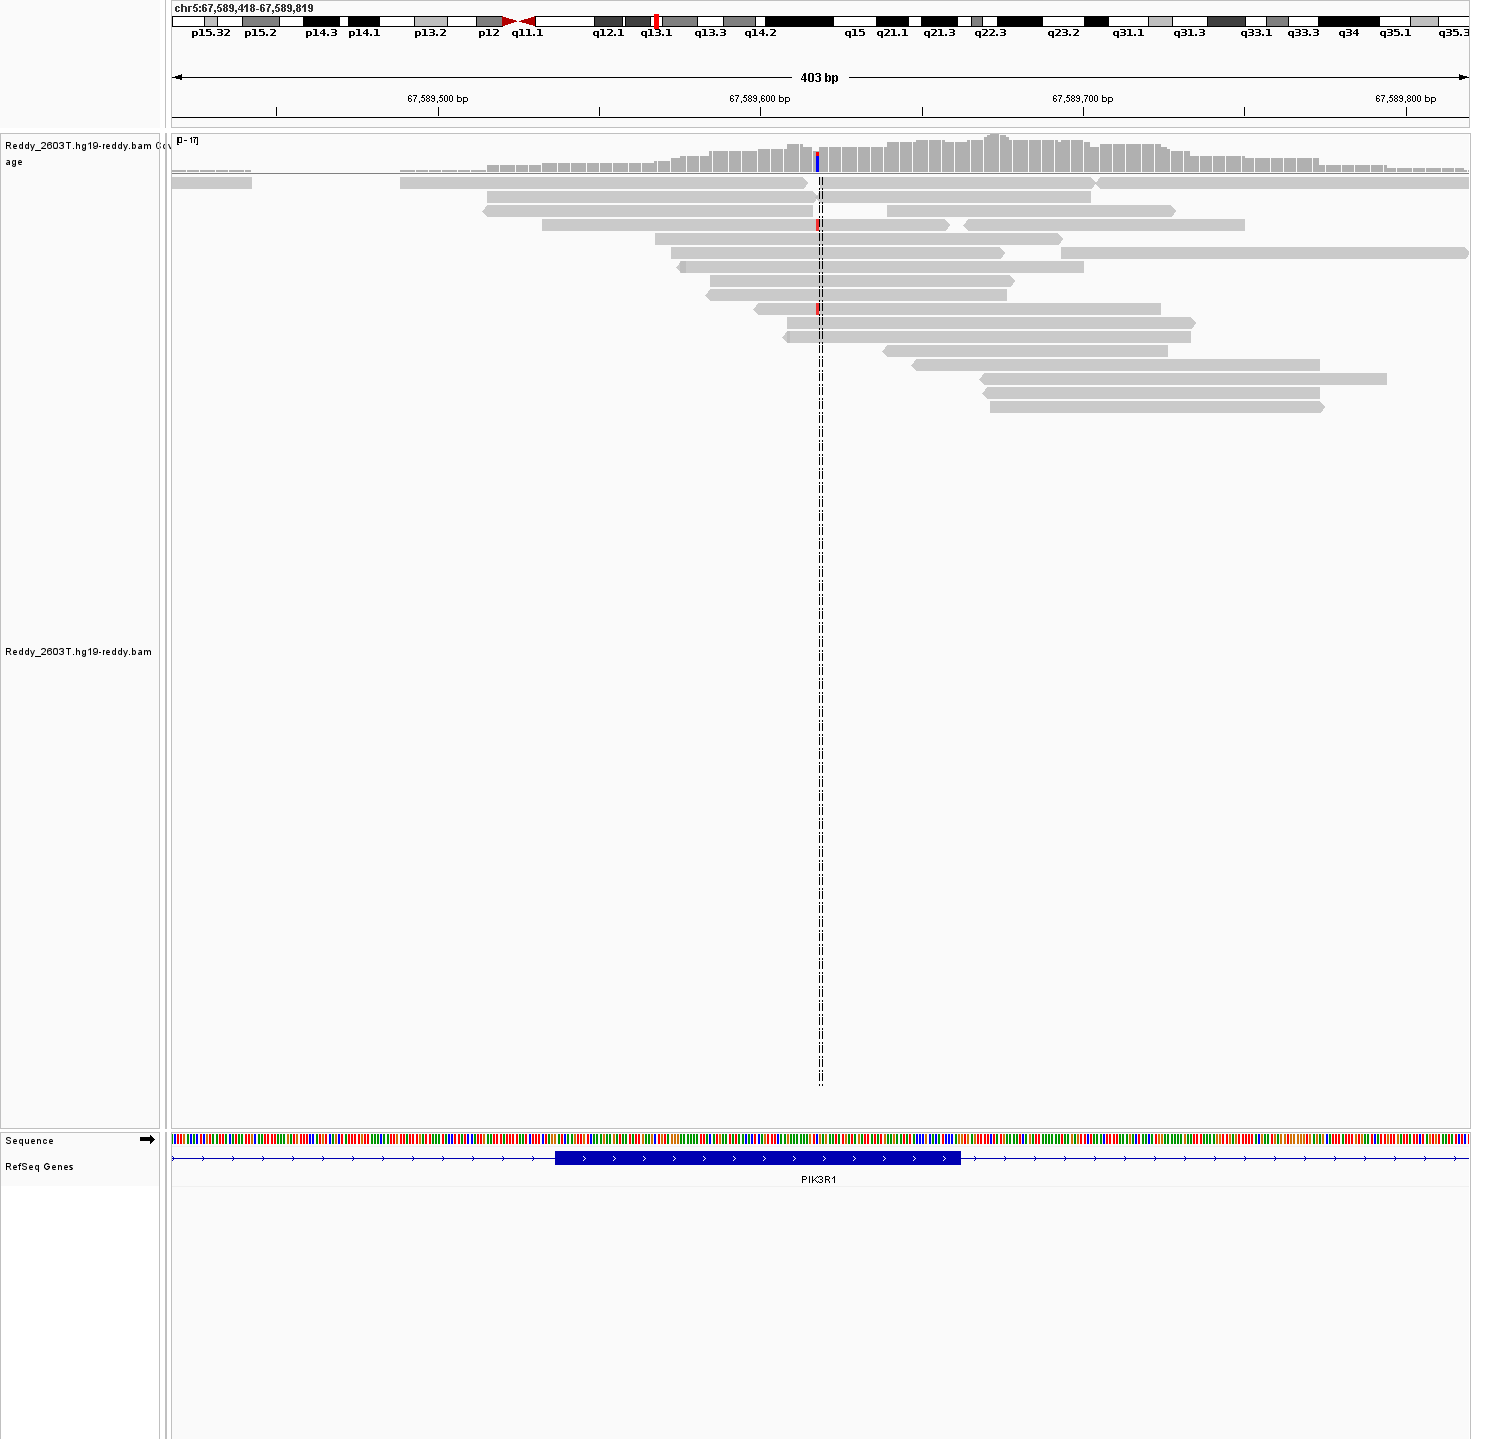 chr5:67,589,418-67,589,819
p15.32 p15.2 p14.3 p14.1 p13.2 p12 q11.1 q12.1 q13.1 q13.3 q14.2 q15 q21.1 q21.3 q22.3 q23.2 q31.1 q31.3 q33.1 q33.3 q34 q35.1 q35.3
403 bp
67,589,500 bp 67,589,600 bp 67,589,700 bp 67,589,800 bp
Reddy_2603T.hg19-reddy.bam Cov
age
[0 - 17]
Reddy_2603T.hg19-reddy.bam
Sequence
RefSeq Genes
PIK3R1